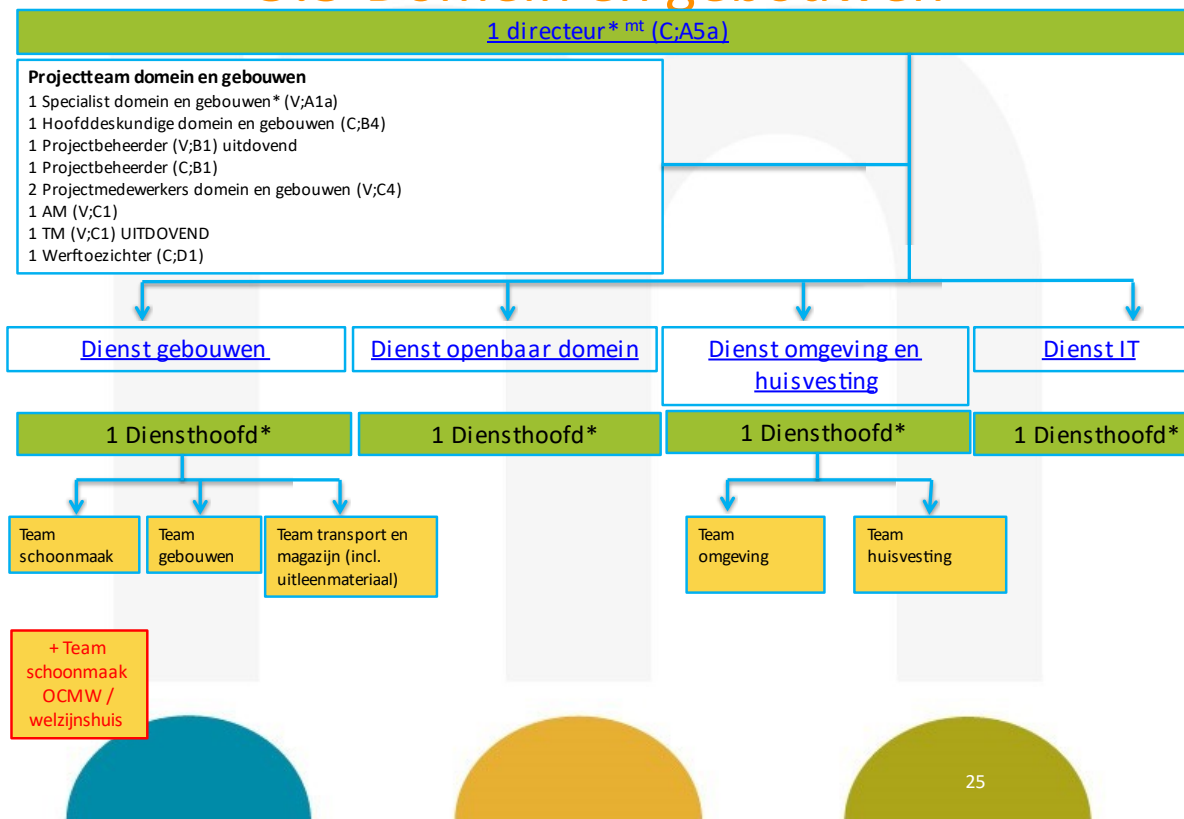 1 directeur* mt (C;A5a)
Projectteam domein en gebouwen
1 Specialist domein en gebouwen* (V;A1a)
1 Hoofddeskundige domein en gebouwen (C;B4)
1 Projectbeheerder (V;B1) uitdovend
1 Projectbeheerder (C;B1)
2 Projectmedewerkers domein en gebouwen (V;C4)
1 AM (V;C1)
1 TM (V;C1) UITDOVEND
1 Werftoezichter (C;D1)
Dienst gebouwen
Dienst openbaar domein
Dienst omgeving en
huisvesting
Dienst IT
1 Diensthoofd*
1 Diensthoofd*
1 Diensthoofd*
1 Diensthoofd*
Team
schoonmaak
Team
gebouwen
Team transport en
magazijn (incl.
uitleenmateriaal)
Team
omgeving
Team
huisvesting
+ Team
schoonmaak
OCMW /
welzijnshuis
25